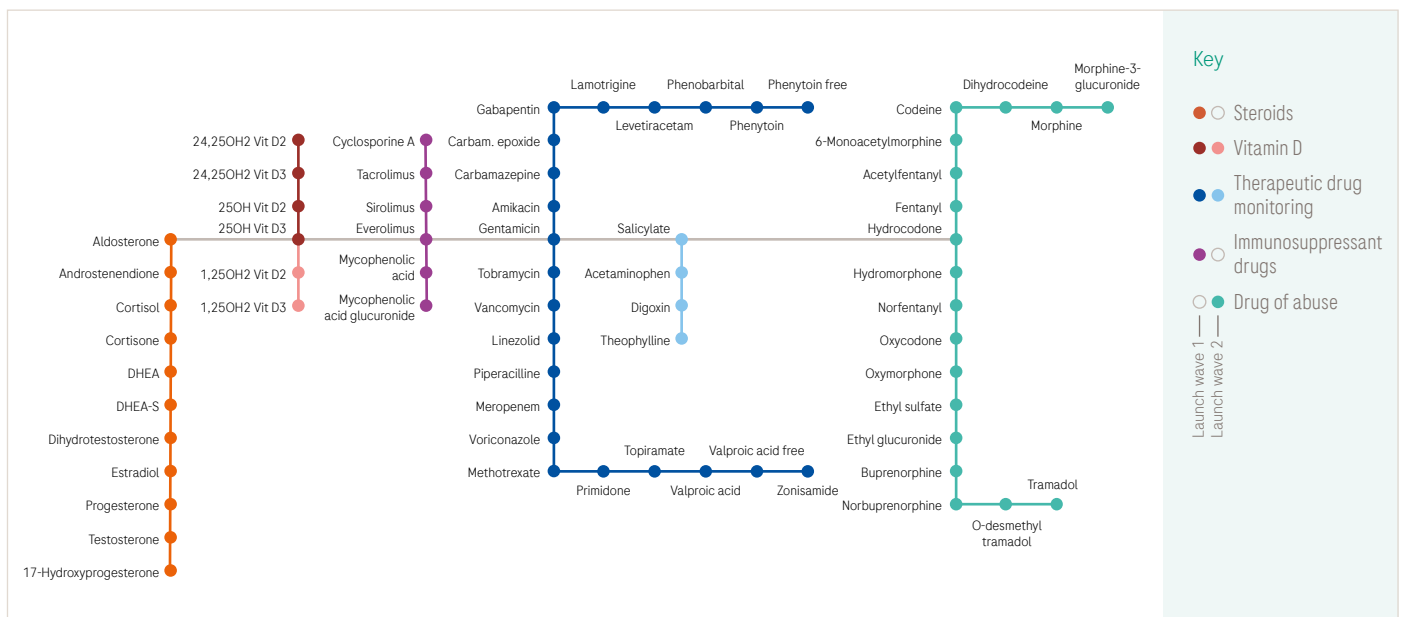 Lamotrigine
Phenobarbital
Phenytoin free
Gabapentin
Levetiracetam
Phenytoin
24,25OH2 Vit D2
24,25OH2 Vit D3
25OH Vit D2
25OH Vit D3
1,25OH2 Vit D2
1,25OH2 Vit D3
Cyclosporine A
Tacrolimus
Sirolimus
Everolimus
Mycophenolic
acid
Mycophenolic
acid glucuronide
Carbam. epoxide
Carbamazepine
Amikacin
Gentamicin
Tobramycin
Vancomycin
Linezolid
Piperacilline
Meropenem
Voriconazole
Methotrexate
Topiramate
Valproic acid free
Primidone
Valproic acid
Zonisamide
Salicylate
Acetaminophen
Digoxin
Theophylline
Aldosterone
Androstenendione
Cortisol
Cortisone
DHEA
DHEA-S
Dihydrotestosterone
Estradiol
Progesterone
Testosterone
17-Hydroxyprogesterone
Codeine
Dihydrocodeine
Morphine
Morphine-3-
glucuronide
6-Monoacetylmorphine
Acetylfentanyl
Fentanyl
Hydrocodone
Hydromorphone
Norfentanyl
Oxycodone
Oxymorphone
Ethyl sulfate
Ethyl glucuronide
Buprenorphine
Norbuprenorphine
Tramadol
O-desmethyl
tramadol
Key
Steroids
Vitamin D
Therapeutic drug
monitoring
Immunosuppressant
drugs
Drug of abuse
Launch wave 1
Launch wave 2